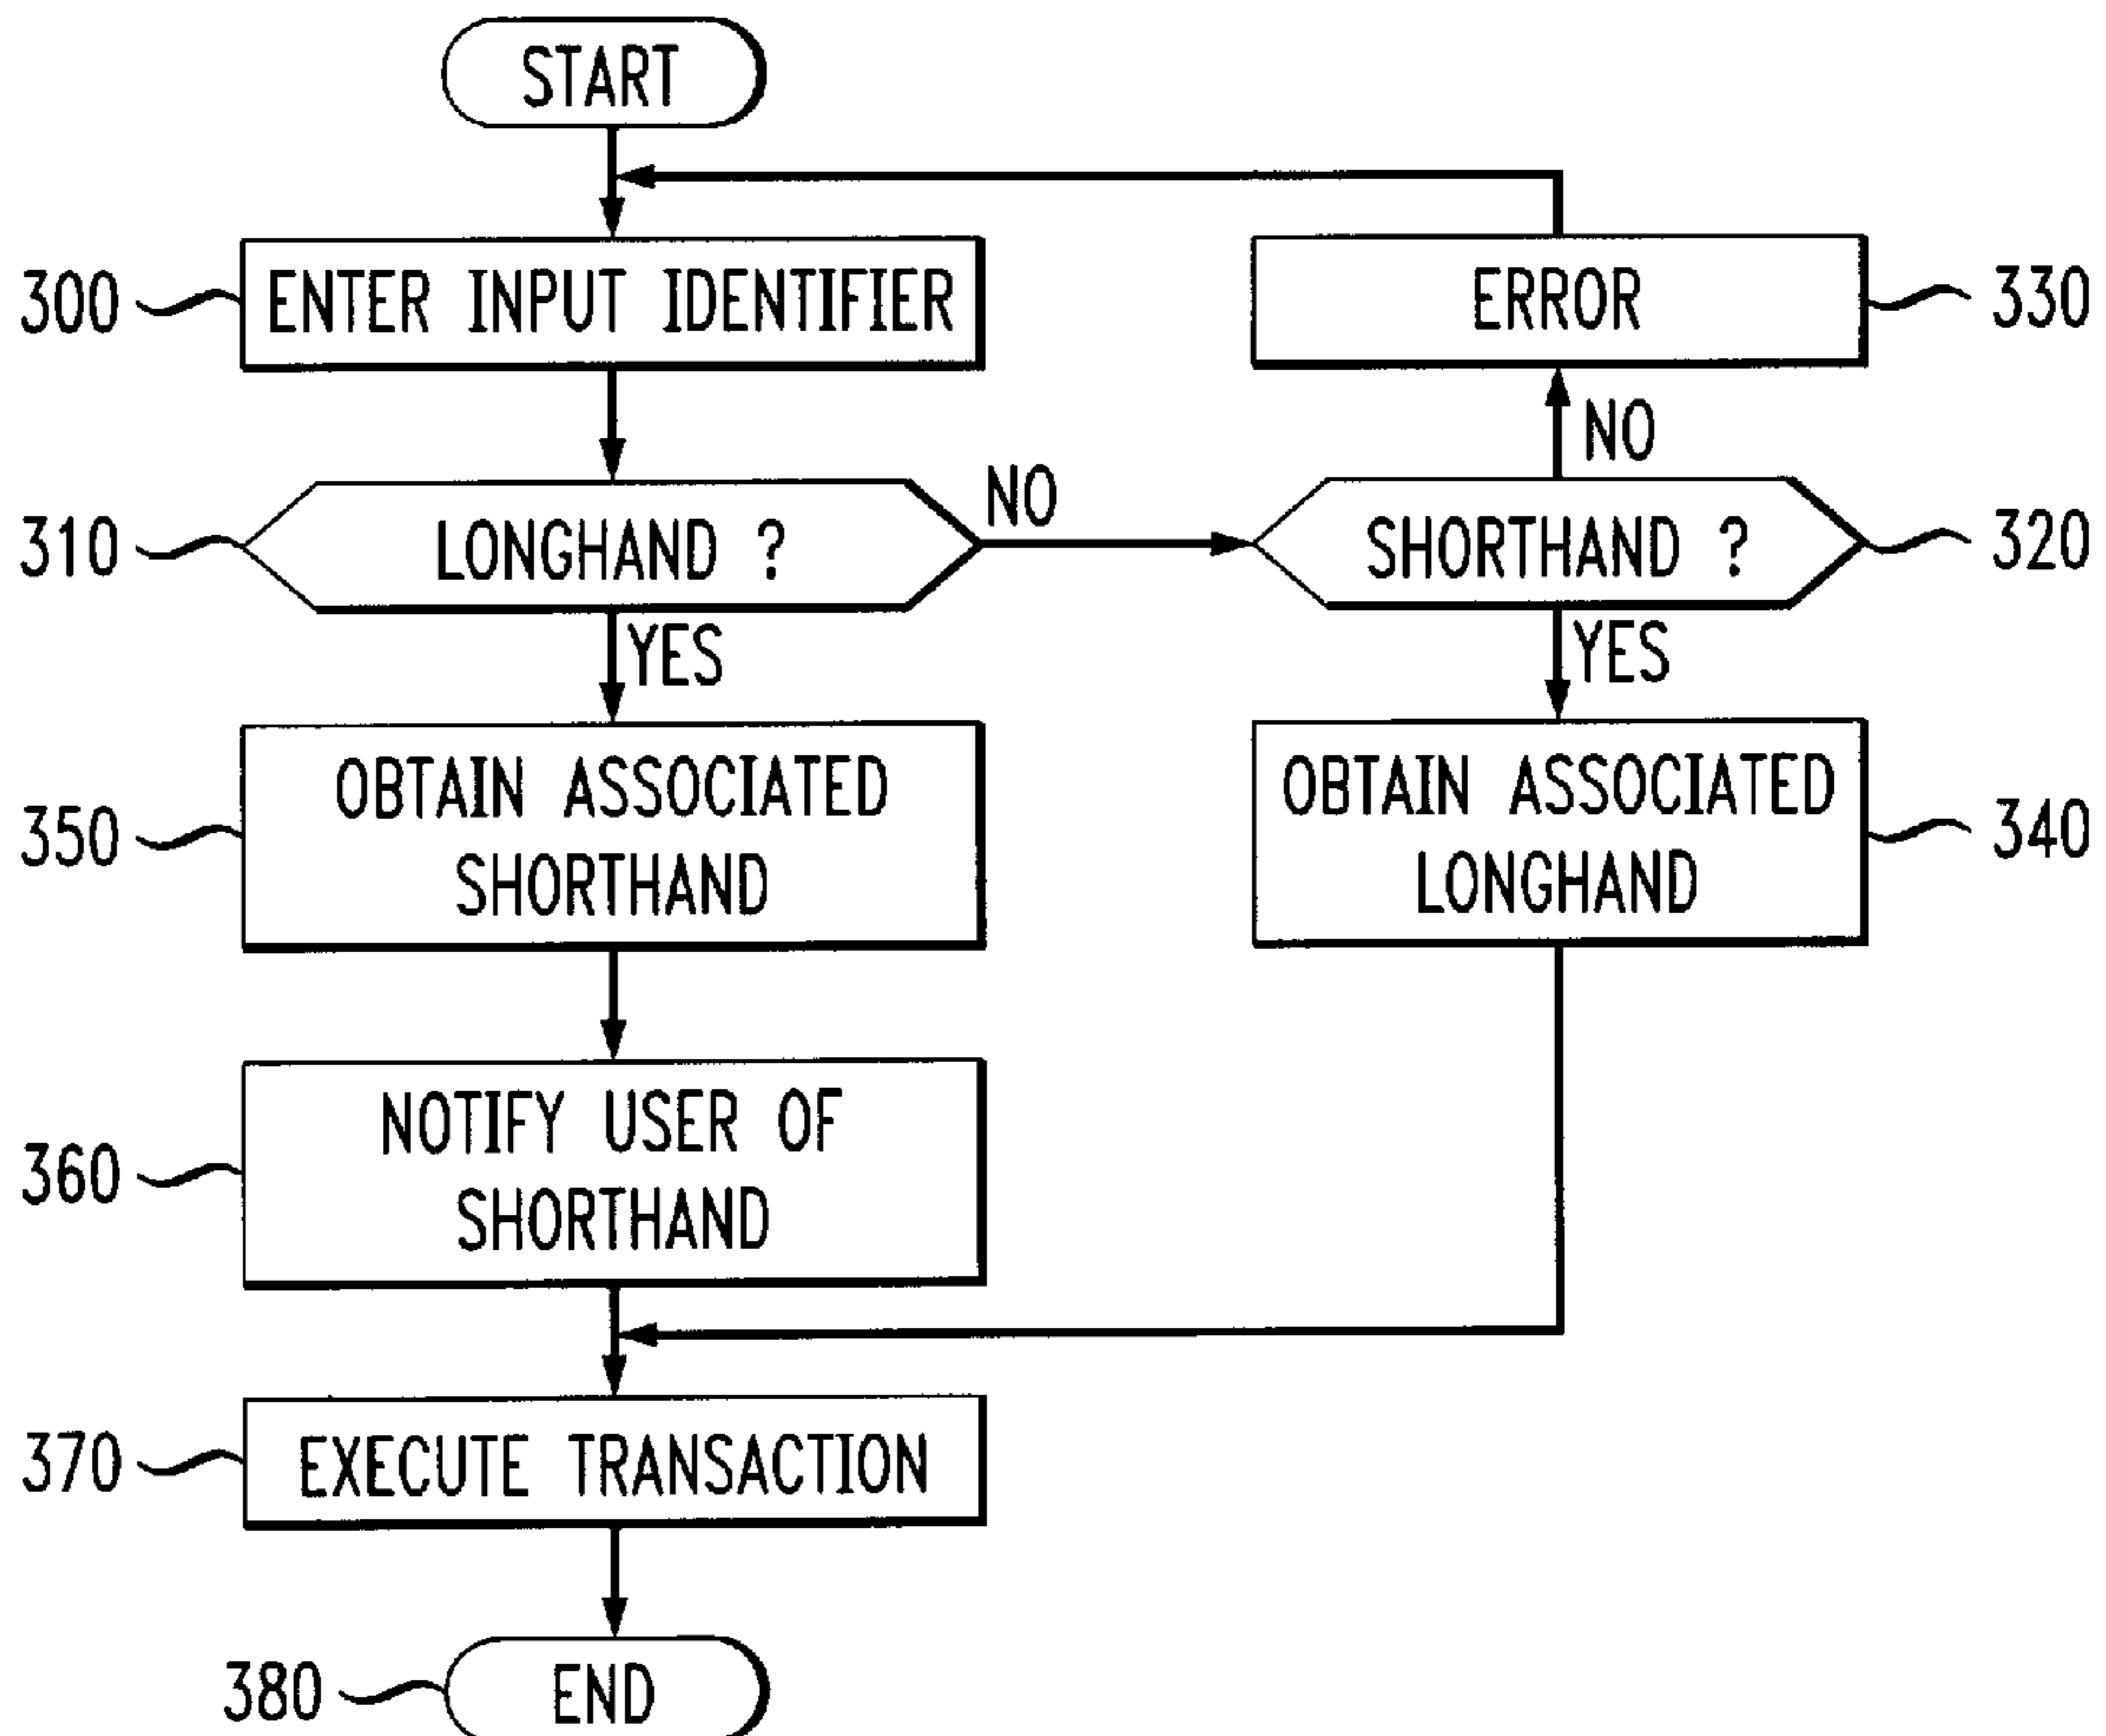 START
300
ENTER INPUT IDENTIFIER
ERROR
330
NO
310
LONGHAND ?
NO
SHORTHAND ?
320
YES
YES
350
OBTAIN ASSOCIATED
SHORTHAND
OBTAIN ASSOCIATED
LONGHAND
340
360
NOTIFY USER OF
SHORTHAND
370
EXECUTE TRANSACTION
380
END